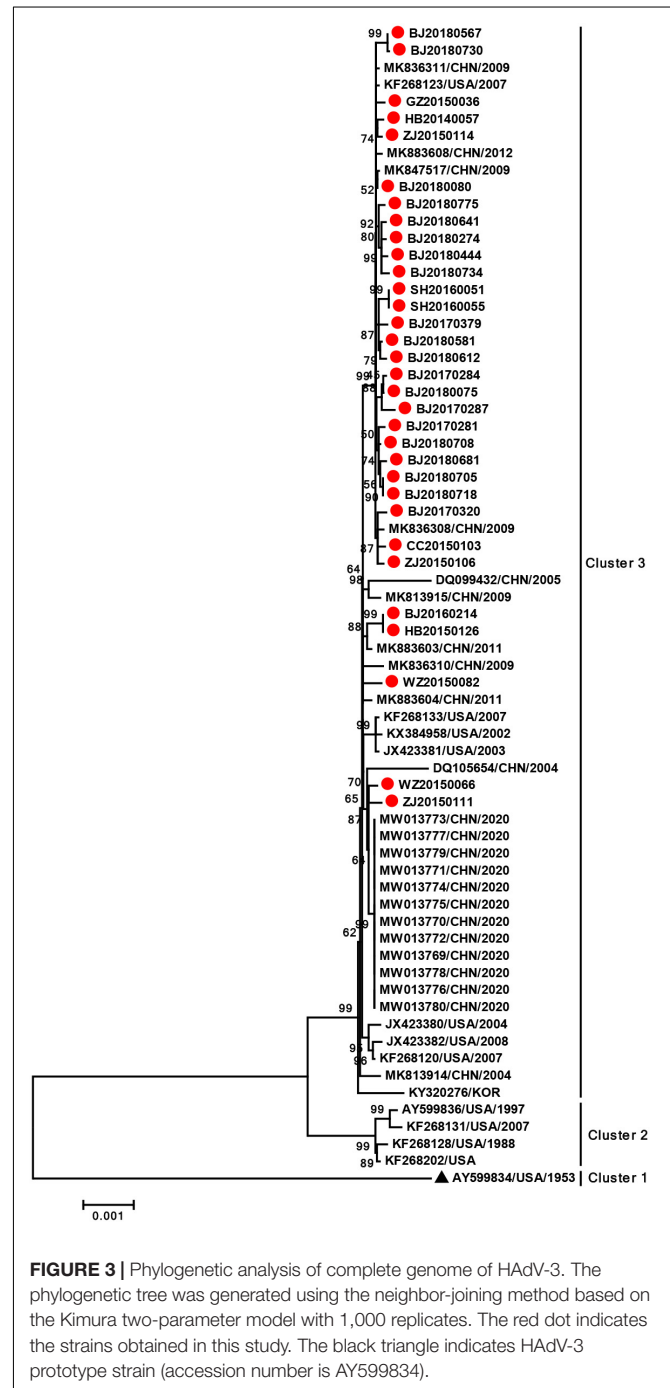 99 BJ20180567
BJ20180730
MK836311/CHN/2009
KF268123/USA/2007
GZ20150036
HB20140057
74 ZJ20150114
MK883608/CHN/2012
MK847517/CHN/2009
52 BJ20180080
BJ20180775
92 BJ20180641
80 BJ20180274
99 BJ20180444
BJ20180734
99 SH20160051
SH20160055
BJ20170379
87 BJ20180581
79 BJ20180612
99 BJ20170284
BJ20180075
BJ20170287
50 BJ20170281
BJ20180708
74 BJ20180681
56 BJ20180705
90 BJ20180718
BJ20170320
MK836308/CHN/2009
87 CC20150103
64 ZJ20150106
Cluster 3
98 DQ099432/CHN/2005
MK813915/CHN/2009
99 BJ20160214
88 HB20150126
MK883603/CHN/2011
MK836310/CHN/2009
WZ20150082
MK883604/CHN/2011
KF268133/USA/2007
99 KX384958/USA/2002
JX423381/USA/2003
DQ105654/CHN/2004
70 WZ20150066
65 ZJ20150111
87 MW013773/CHN/2020
MW013777/CHN/2020
MW013779/CHN/2020
64 MW013771/CHN/2020
MW013774/CHN/2020
MW013775/CHN/2020
MW013770/CHN/2020
99 MW013772/CHN/2020
62 MW013769/CHN/2020
MW013778/CHN/2020
MW013776/CHN/2020
99 MW013780/CHN/2020
JX423380/USA/2004
95 JX423382/USA/2008
96 KF268120/USA/2007
MK813914/CHN/2004
KY320276/KOR
99 AY599836/USA/1997
KF268131/USA/2007
Cluster 2
99 KF268128/USA/1988
89 KF268202/USA
AY599834/USA/1953 Cluster 1
0.001
FIGURE 3 | Phylogenetic analysis of complete genome of HAdV-3. The
phylogenetic tree was generated using the neighbor-joining method based on
the Kimura two-parameter model with 1,000 replicates. The red dot indicates
the strains obtained in this study. The black triangle indicates HAdV-3
prototype strain (accession number is AY599834).